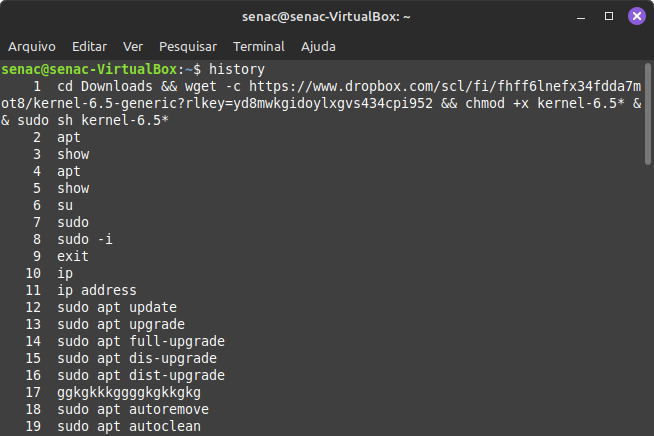 senac@senac-VirtualBox: ~
Arquivo Editar Ver Pesquisar Terminal Ajuda
senac@senac-VirtualBox:~$ history
1 cd Downloads && wget -c https://www.dropbox.com/scl/fi/fhff6lnefx34fdda7m
ot8/kernel-6.5-generic?rlkey=yd8mwkgidoylxgvs434cpi952 && chmod +x kernel-6.5* &
& sudo sh kernel-6.5*
2 apt
3 show
4 apt
5 show
6 su
7 sudo
8 sudo -i
9 exit
10 ip
11 ip address
12 sudo apt update
13 sudo apt upgrade
14 sudo apt full-upgrade
15 sudo apt dis-upgrade
16 sudo apt dist-upgrade
17 ggkgkkkggggkgkkgkg
18 sudo apt autoremove
19 sudo apt autoclean